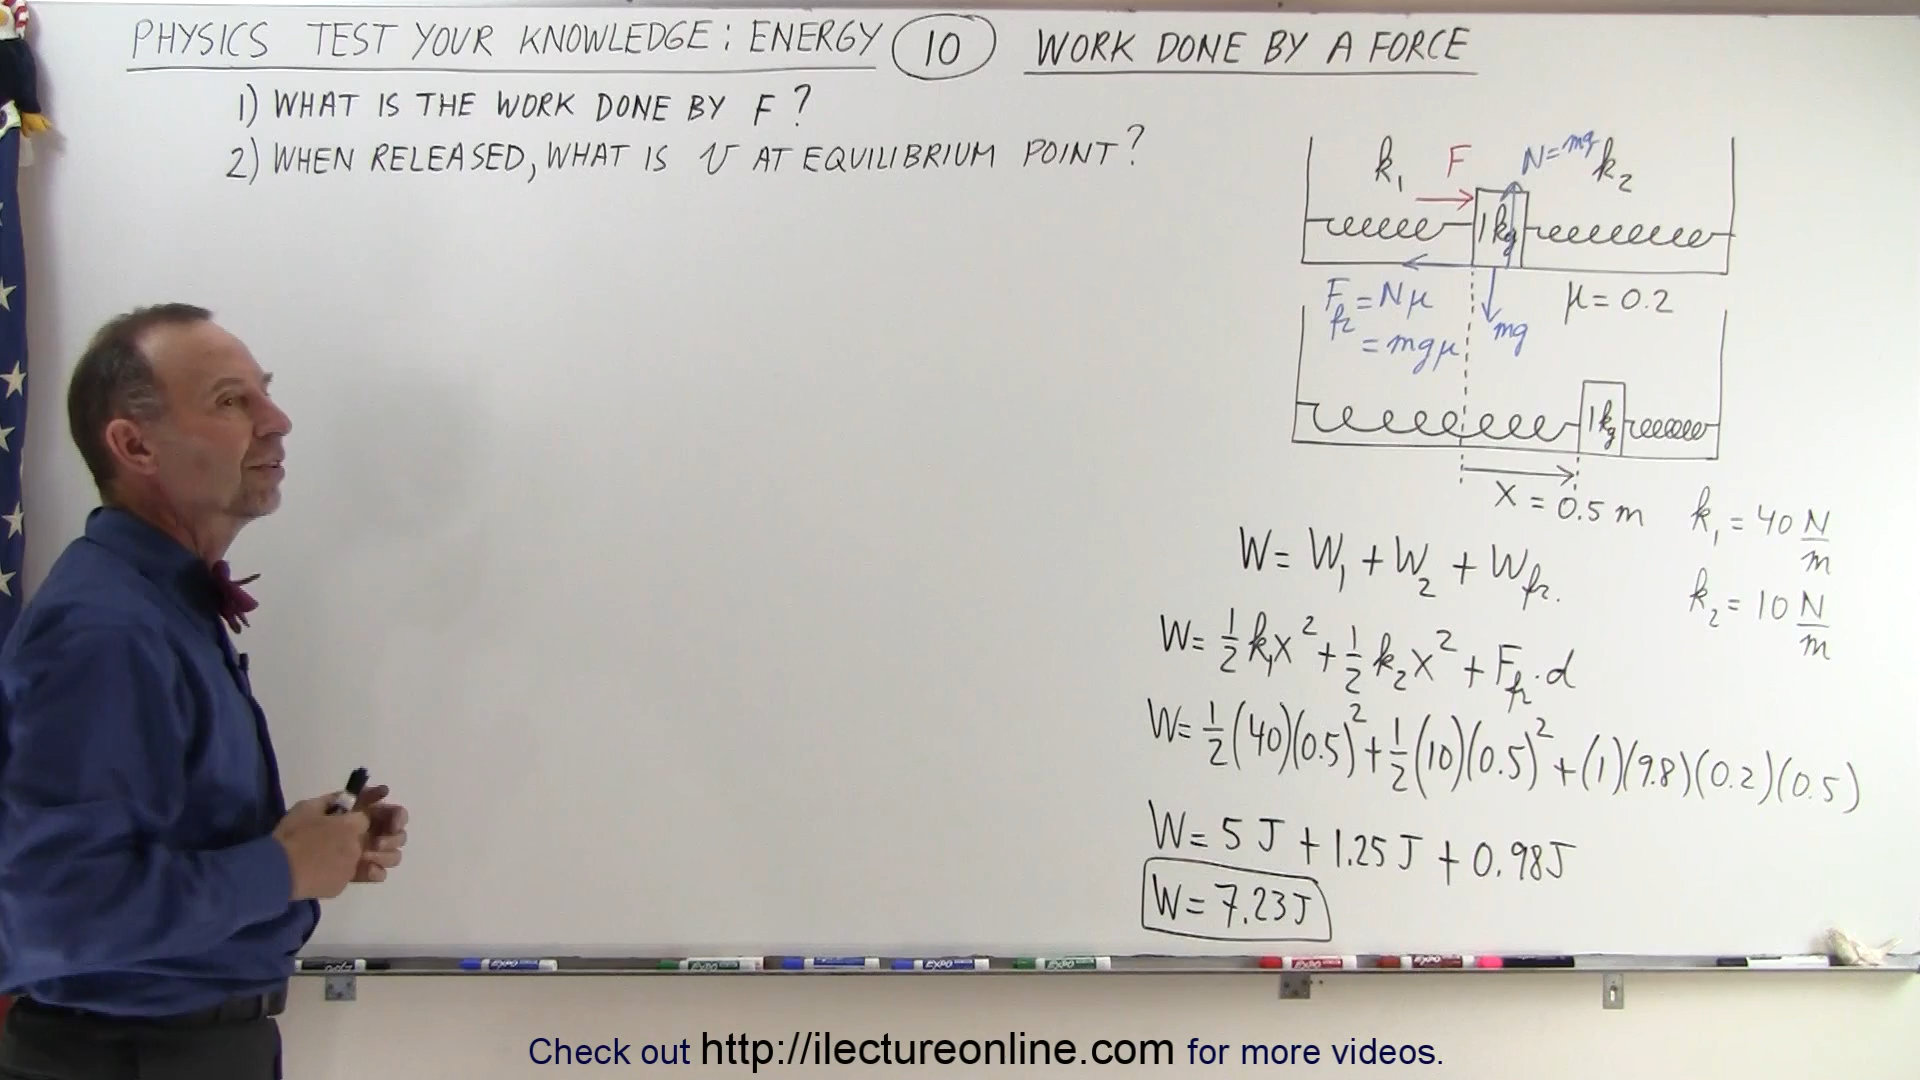 PHYSICS TEST YOUR KNOWLEDGE: ENERGY 10 WORK DONE BY A FORCE
1) WHAT IS THE WORK DONE BY F?
2) WHEN RELEASED, WHAT IS v AT EQUILIBRIUM POINT?
k₁ F N=mg k₂
1kg
F_fr = Nμ μ = 0.2
= mgμ mg
1kg
x = 0.5 m
k₁ = 40 N/m
k₂ = 10 N/m
W = W₁ + W₂ + W_fr.
W = ½ k₁x² + ½ k₂x² + F_fr · d
W = ½(40)(0.5)² + ½(10)(0.5)² + (1)(9.8)(0.2)(0.5)
W = 5 J + 1.25 J + 0.98 J
W = 7.23 J
EXPO
Check out http://ilectureonline.com for more videos.